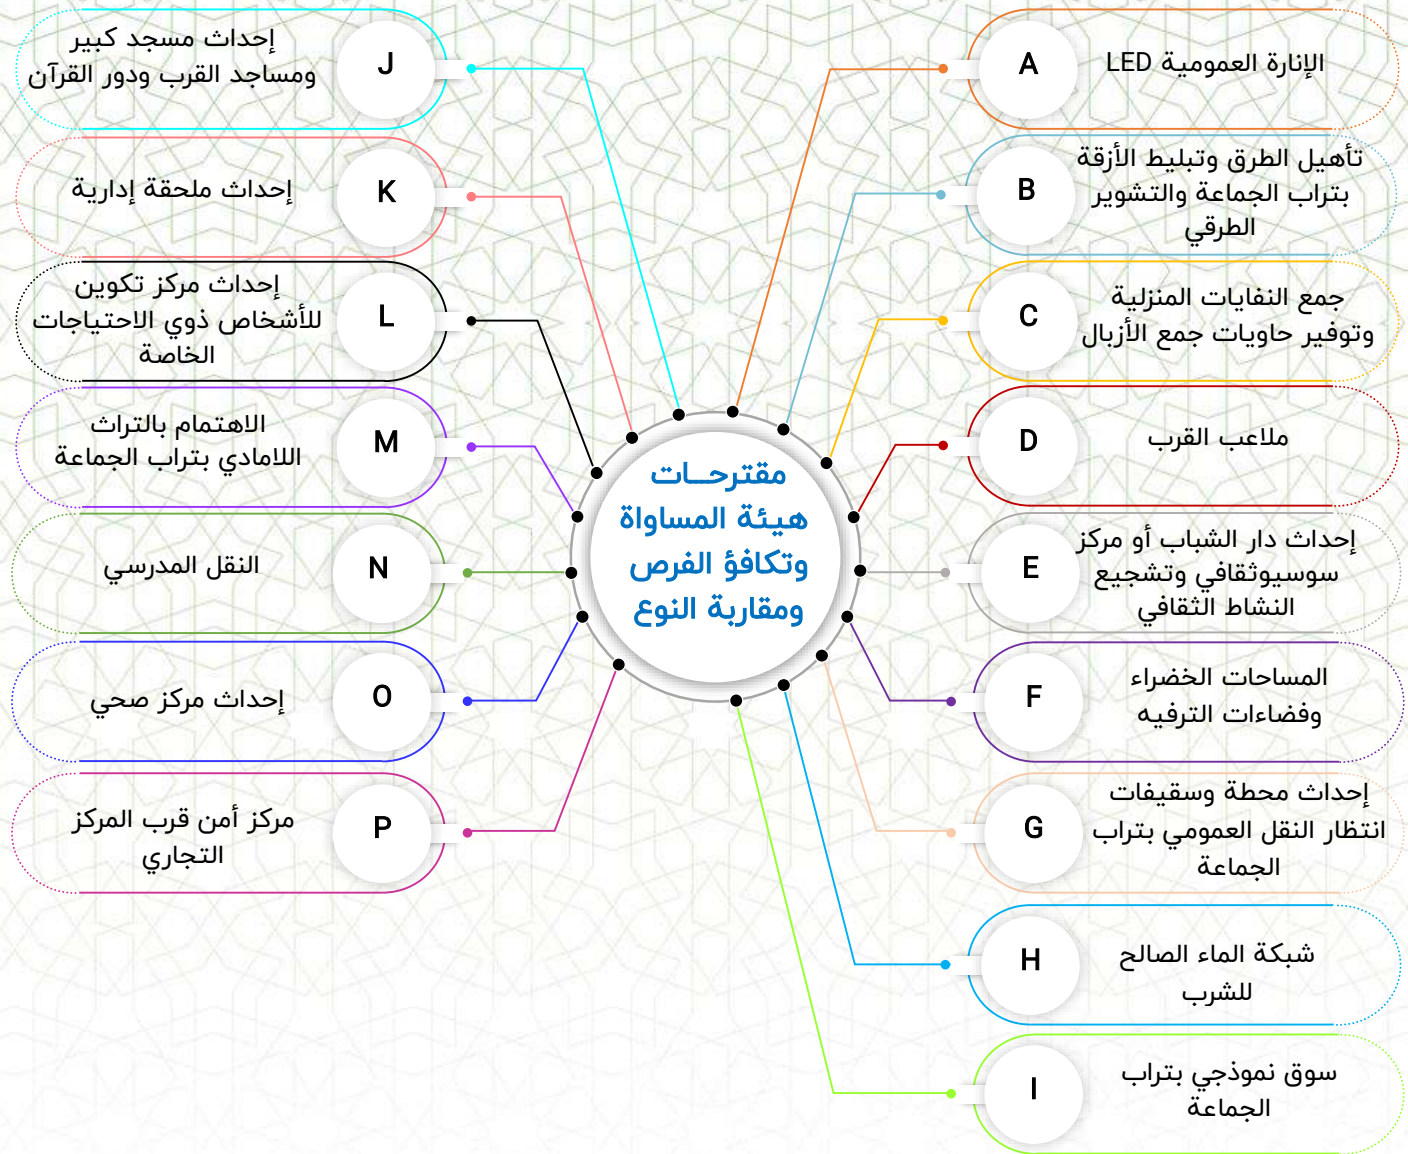 مقترحــات
هيئة المساواة
وتكافؤ الفرص
ومقاربة النوع
A
الإنارة العمومية LED
B
تأهيل الطرق وتبليط الأزقة
بتراب الجماعة والتشوير
الطرقي
C
جمع النفايات المنزلية
وتوفير حاويات جمع الأزبال
D
ملاعب القرب
E
إحداث دار الشباب أو مركز
سوسيوثقافي وتشجيع
النشاط الثقافي
F
المساحات الخضراء
وفضاءات الترفيه
G
إحداث محطة وسقيفات
انتظار النقل العمومي بتراب
الجماعة
H
شبكة الماء الصالح
للشرب
I
سوق نموذجي بتراب
الجماعة
J
إحداث مسجد كبير
ومساجد القرب ودور القرآن
K
إحداث ملحقة إدارية
L
إحداث مركز تكوين
للأشخاص ذوي الاحتياجات
الخاصة
M
الاهتمام بالتراث
اللامادي بتراب الجماعة
N
النقل المدرسي
O
إحداث مركز صحي
P
مركز أمن قرب المركز
التجاري